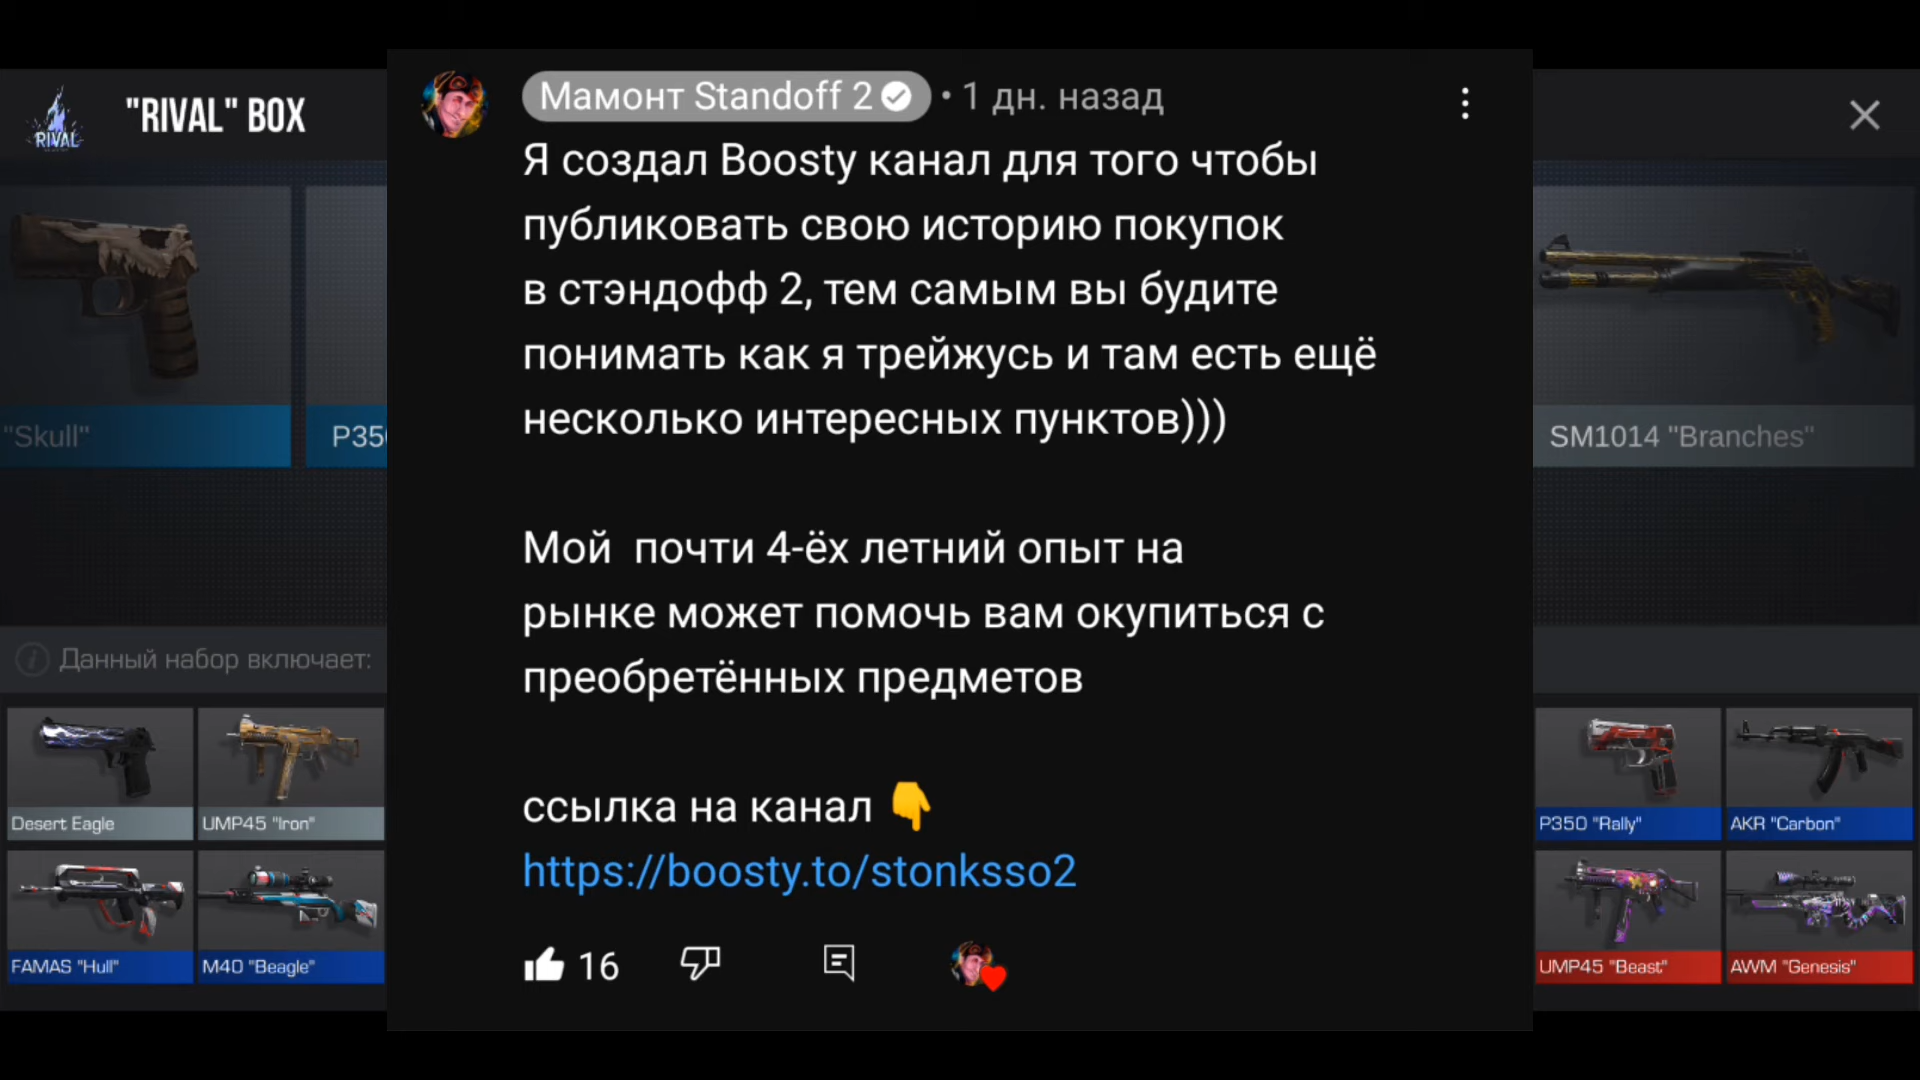 RIVAL
"RIVAL" BOX
"Skull"
P350
Данный набор включает:
Desert Eagle
UMP45 "Iron"
FAMAS "Hull"
M40 "Beagle"
Мамонт Standoff 2 • 1 дн. назад
Я создал Boosty канал для того чтобы
публиковать свою историю покупок
в стэндофф 2, тем самым вы будите
понимать как я трейжусь и там есть ещё
несколько интересных пунктов)))
Мой почти 4-ёх летний опыт на
рынке может помочь вам окупиться с
преобретённых предметов
ссылка на канал 👇
https://boosty.to/stonksso2
16
SM1014 "Branches"
P350 "Rally"
AKR "Carbon"
UMP45 "Beast"
AWM "Genesis"